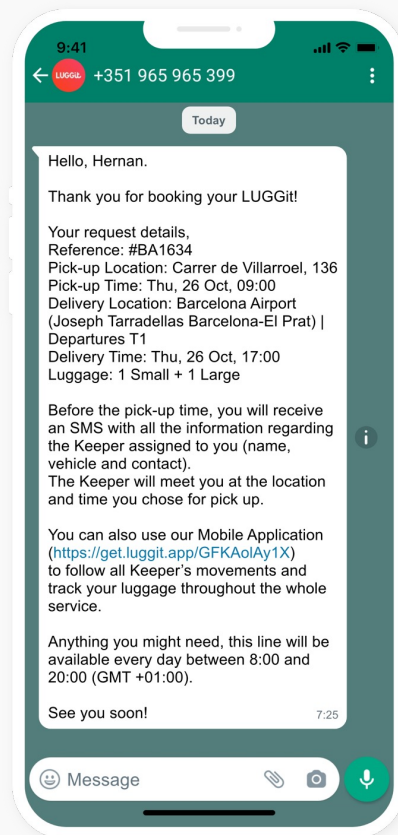 9:41
LUGGit
+351 965 965 399
Today
Hello, Hernan.
Thank you for booking your LUGGit!
Your request details,
Reference: #BA1634
Pick-up Location: Carrer de Villarroel, 136
Pick-up Time: Thu, 26 Oct, 09:00
Delivery Location: Barcelona Airport
(Joseph Tarradellas Barcelona-El Prat) |
Departures T1
Delivery Time: Thu, 26 Oct, 17:00
Luggage: 1 Small + 1 Large
Before the pick-up time, you will receive
an SMS with all the information regarding
the Keeper assigned to you (name,
vehicle and contact).
The Keeper will meet you at the location
and time you chose for pick up.
You can also use our Mobile Application
(https://get.luggit.app/GFKAolAy1X)
to follow all Keeper’s movements and
track your luggage throughout the whole
service.
Anything you might need, this line will be
available every day between 8:00 and
20:00 (GMT +01:00).
See you soon!
7:25
Message